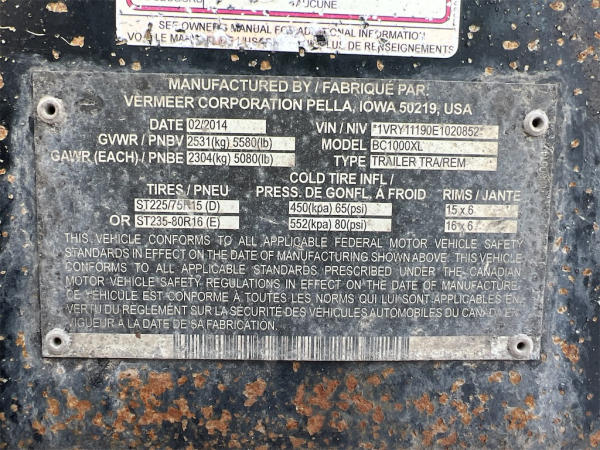 UCUNE
SEE OWNER'S MANUAL FOR ADDITIONAL INFORMATION
MANUFACTURED BY / FABRIQUÉ PAR:
VERMEER CORPORATION PELLA, IOWA 50219, USA
DATE 02/2014 VIN / NIV *1VRY11190E1020852*
GVWR / PNBV 2531(kg) 5580(lb) MODEL BC1000XL
GAWR (EACH) / PNBE 2304(kg) 5080(lb) TYPE TRAILER TRA/REM
COLD TIRE INFL /
TIRES / PNEU PRESS. DE GONFL. À FROID RIMS / JANTE
ST225/75R15 (D) 450(kpa) 65(psi) 15 x 6
OR ST235-80R16 (E) 552(kpa) 80(psi) 16 x 6
THIS VEHICLE CONFORMS TO ALL APPLICABLE FEDERAL MOTOR VEHICLE SAFETY
STANDARDS IN EFFECT ON THE DATE OF MANUFACTURING SHOWN ABOVE. THIS VEHICLE
CONFORMS TO ALL APPLICABLE STANDARDS PRESCRIBED UNDER THE CANADIAN
MOTOR VEHICLE SAFETY REGULATIONS IN EFFECT ON THE DATE OF MANUFACTURE.
CE VEHICULE EST CONFORME À TOUTES LES NORMS QUI LUI SONT APPLICABLES EN
VERTU DU REGLEMENT SUR LA SÉCURITÉ DES VÉHICULES AUTOMOBILES DU CANADA EN
VIGUEUR A LA DATE DE SA FABRICATION.